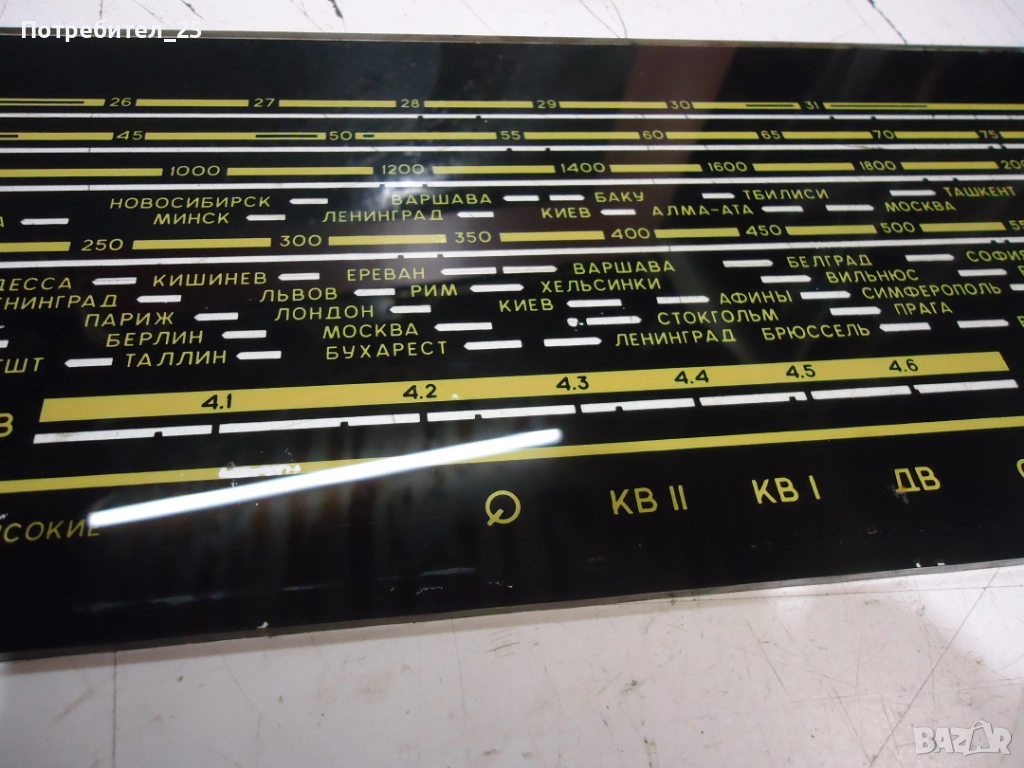 Потребител_25
26 27 28 29 30 31
45 50 55 60 65 70 75
1000 1200 1400 1600 1800
НОВОСИБИРСК ВАРШАВА БАКУ ТБИЛИСИ ТАШКЕНТ
МИНСК ЛЕНИНГРАД КИЕВ АЛМА-АТА МОСКВА
250 300 350 400 450 500
КИШИНЕВ ЕРЕВАН ВАРШАВА БЕЛГРАД СОФИЯ
ЛЬВОВ РИМ ХЕЛЬСИНКИ ВИЛЬНЮС
ПАРИЖ ЛОНДОН КИЕВ АФИНЫ СИМФЕРОПОЛЬ
БЕРЛИН МОСКВА СТОКГОЛЬМ ПРАГА
ТАЛЛИН БУХАРЕСТ ЛЕНИНГРАД БРЮССЕЛЬ
4.1 4.2 4.3 4.4 4.5 4.6
КВ II КВ I ДВ
BAZAR